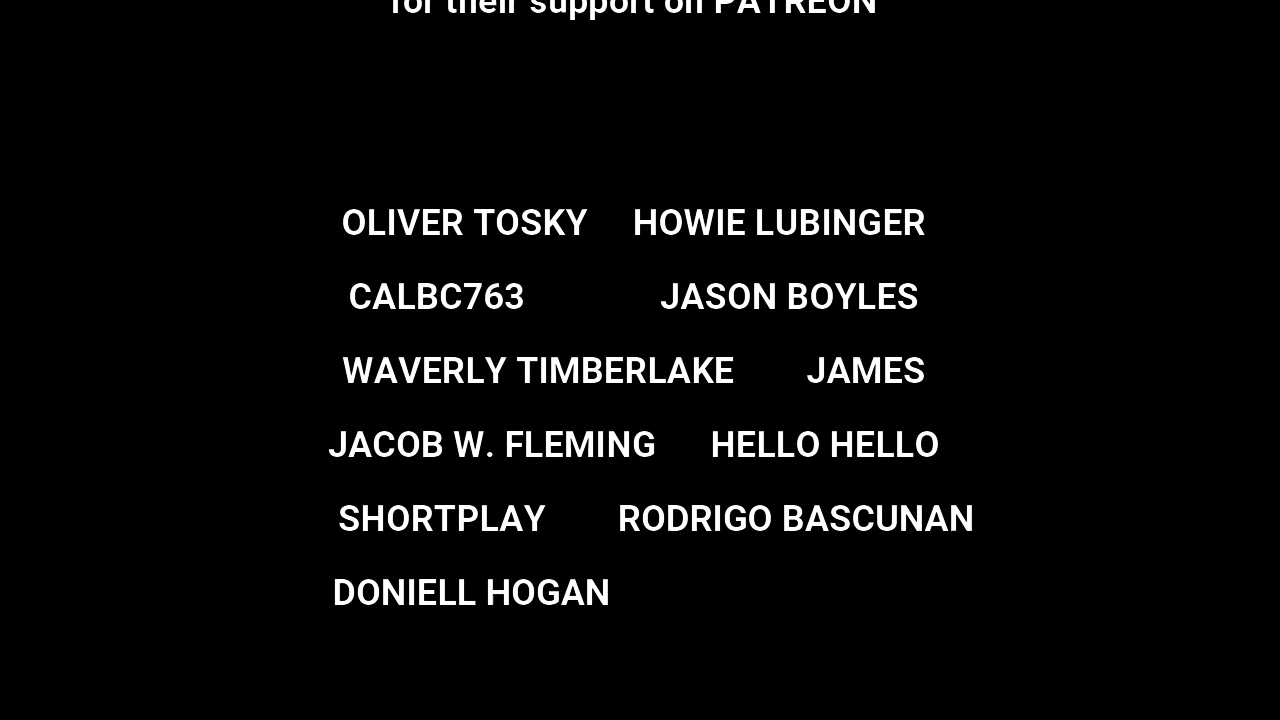 for their support on PATREON
OLIVER TOSKY HOWIE LUBINGER
CALBC763 JASON BOYLES
WAVERLY TIMBERLAKE JAMES
JACOB W. FLEMING HELLO HELLO
SHORTPLAY RODRIGO BASCUNAN
DONIELL HOGAN